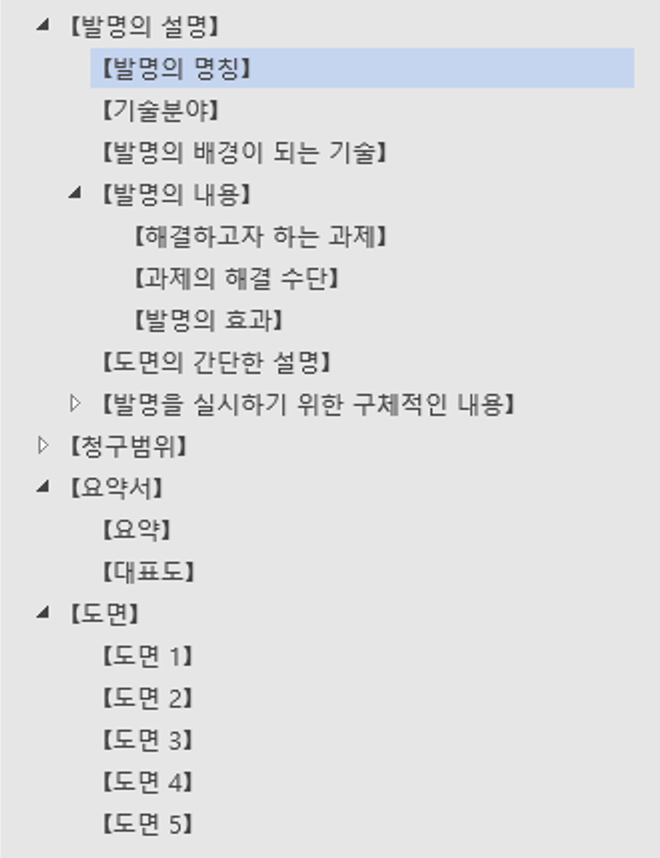 【발명의 설명】
【발명의 명칭】
【기술분야】
【발명의 배경이 되는 기술】
【발명의 내용】
【해결하고자 하는 과제】
【과제의 해결 수단】
【발명의 효과】
【도면의 간단한 설명】
【발명을 실시하기 위한 구체적인 내용】
【청구범위】
【요약서】
【요약】
【대표도】
【도면】
【도면 1】
【도면 2】
【도면 3】
【도면 4】
【도면 5】